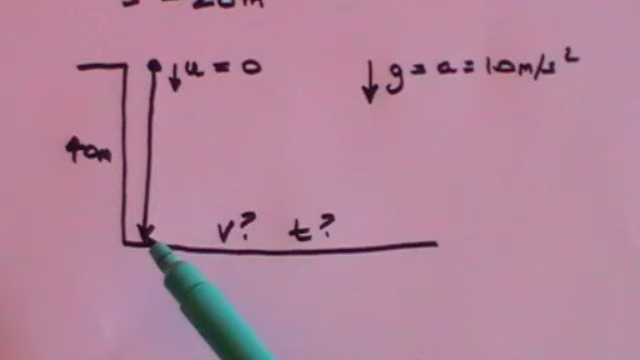 u = 0
g = a = 10m/s²
40m
v? t?